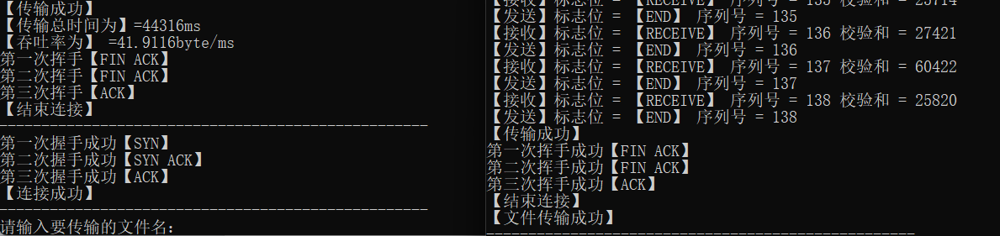 【传输成功】
【传输总时间为】=44316ms
【吞吐率为】 =41.9116byte/ms
第一次挥手【FIN ACK】
第二次挥手【FIN ACK】
第三次挥手【ACK】
【结束连接】
---------------------------------------------------
第一次握手成功【SYN】
第二次握手成功【SYN ACK】
第三次握手成功【ACK】
【连接成功】
---------------------------------------------------
请输入要传输的文件名:
【接收】标志位 = 【RECEIVE】 序列号 = 135 校验和 = 25714
【发送】标志位 = 【END】 序列号 = 135
【接收】标志位 = 【RECEIVE】 序列号 = 136 校验和 = 27421
【发送】标志位 = 【END】 序列号 = 136
【接收】标志位 = 【RECEIVE】 序列号 = 137 校验和 = 60422
【发送】标志位 = 【END】 序列号 = 137
【接收】标志位 = 【RECEIVE】 序列号 = 138 校验和 = 25820
【发送】标志位 = 【END】 序列号 = 138
【传输成功】
第一次挥手成功【FIN ACK】
第二次挥手成功【FIN ACK】
第三次挥手成功【ACK】
【结束连接】
【文件传输成功】
---------------------------------------------------